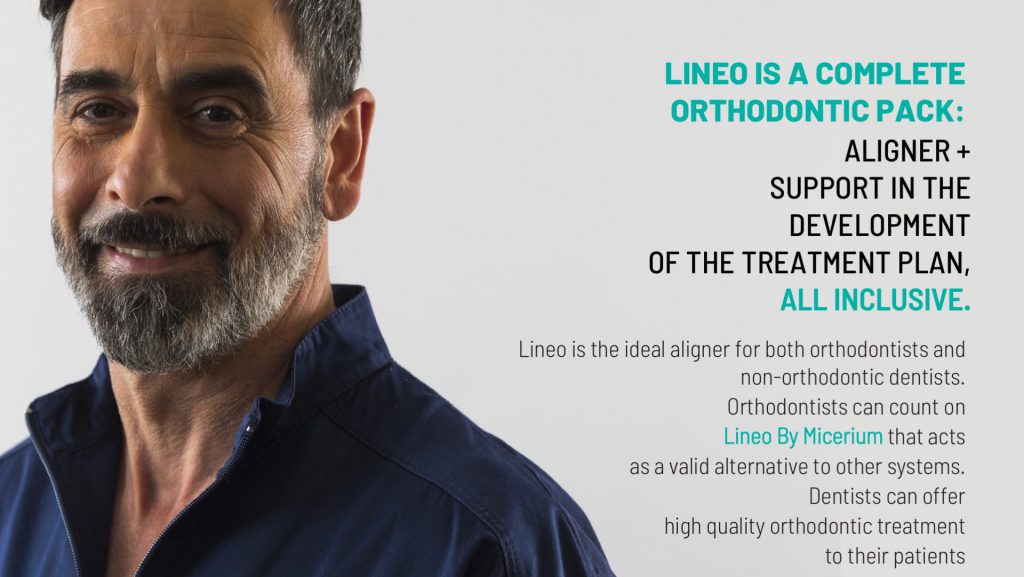 LINEO IS A COMPLETE
ORTHODONTIC PACK:
ALIGNER +
SUPPORT IN THE
DEVELOPMENT
OF THE TREATMENT PLAN,
ALL INCLUSIVE.
Lineo is the ideal aligner for both orthodontists and
non-orthodontic dentists.
Orthodontists can count on
Lineo By Micerium that acts
as a valid alternative to other systems.
Dentists can offer
high quality orthodontic treatment
to their patients